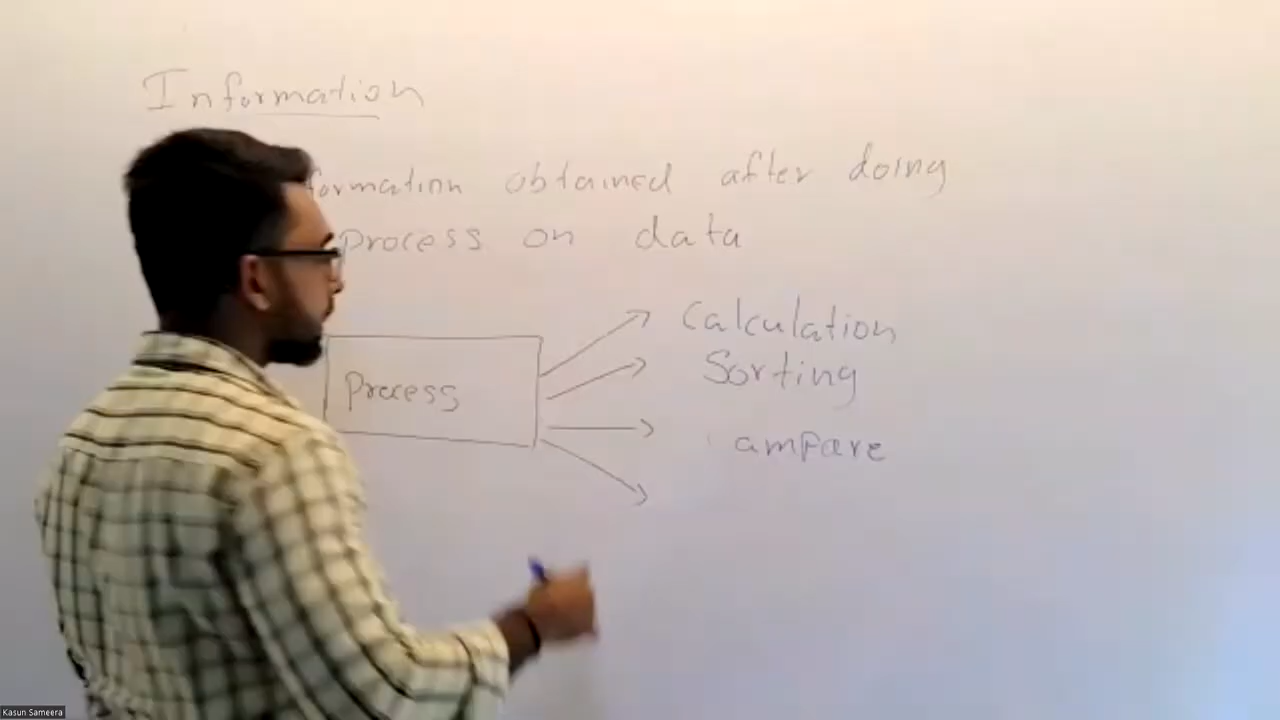 Information
formation obtained after doing
process on data
Process
Calculation
Sorting
ampare
Kasun Sameera